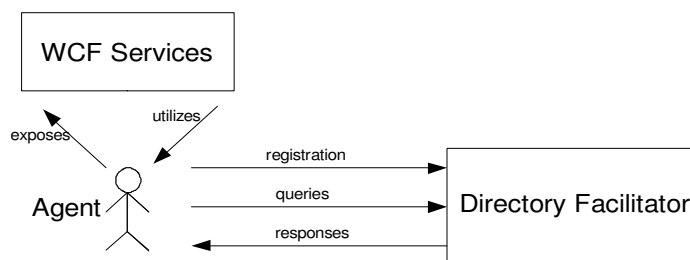 WCF Services
exposes
utilizes
registration
Agent
queries
Directory Facilitator
responses